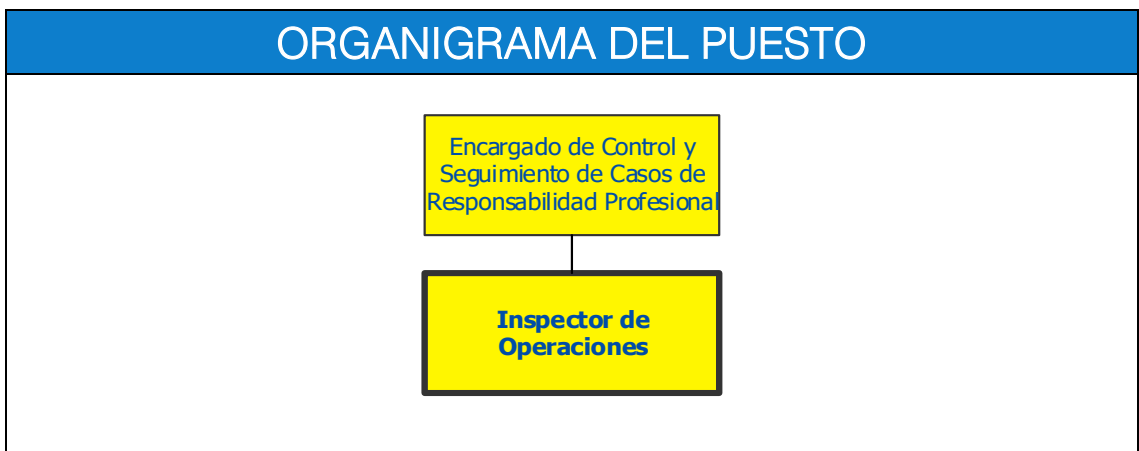 ORGANIGRAMA DEL PUESTO
Encargado de Control y
Seguimiento de Casos de
Responsabilidad Profesional
Inspector de
Operaciones